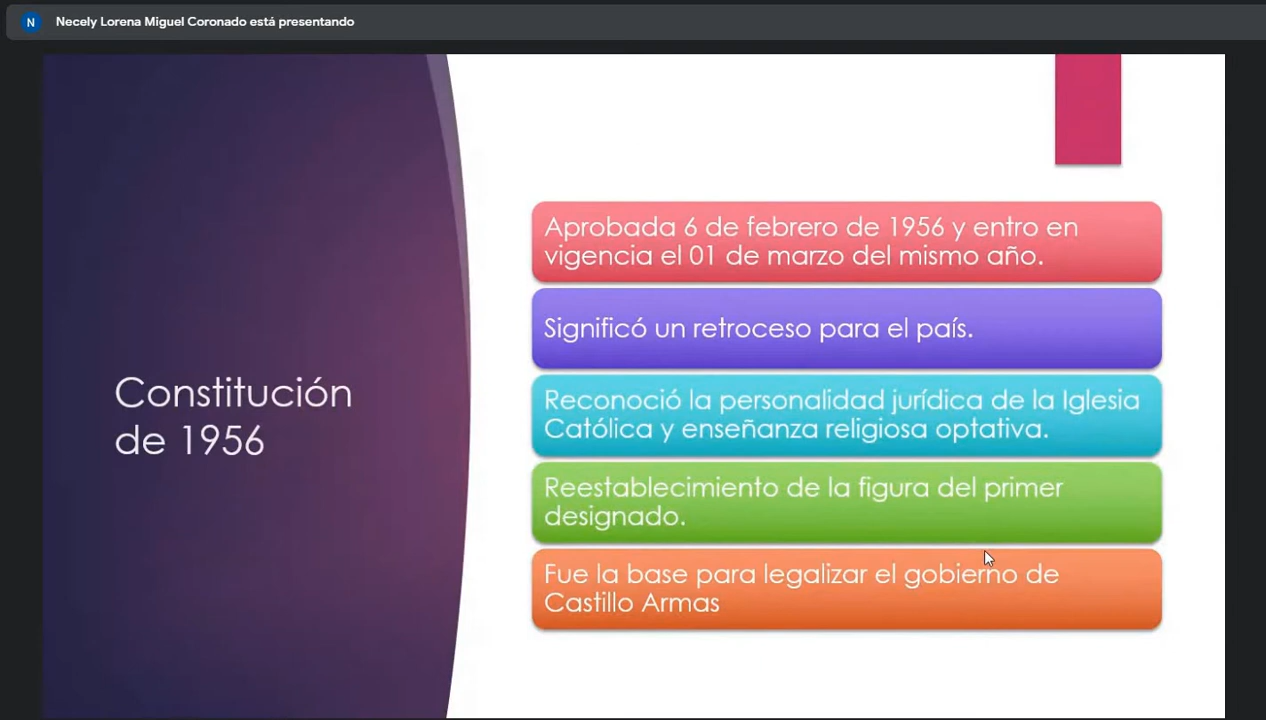 N
Necely Lorena Miguel Coronado está presentando
Constitución
de 1956
Aprobada 6 de febrero de 1956 y entro en
vigencia el 01 de marzo del mismo año.
Significó un retroceso para el país.
Reconoció la personalidad jurídica de la Iglesia
Católica y enseñanza religiosa optativa.
Reestablecimiento de la figura del primer
designado.
Fue la base para legalizar el gobierno de
Castillo Armas